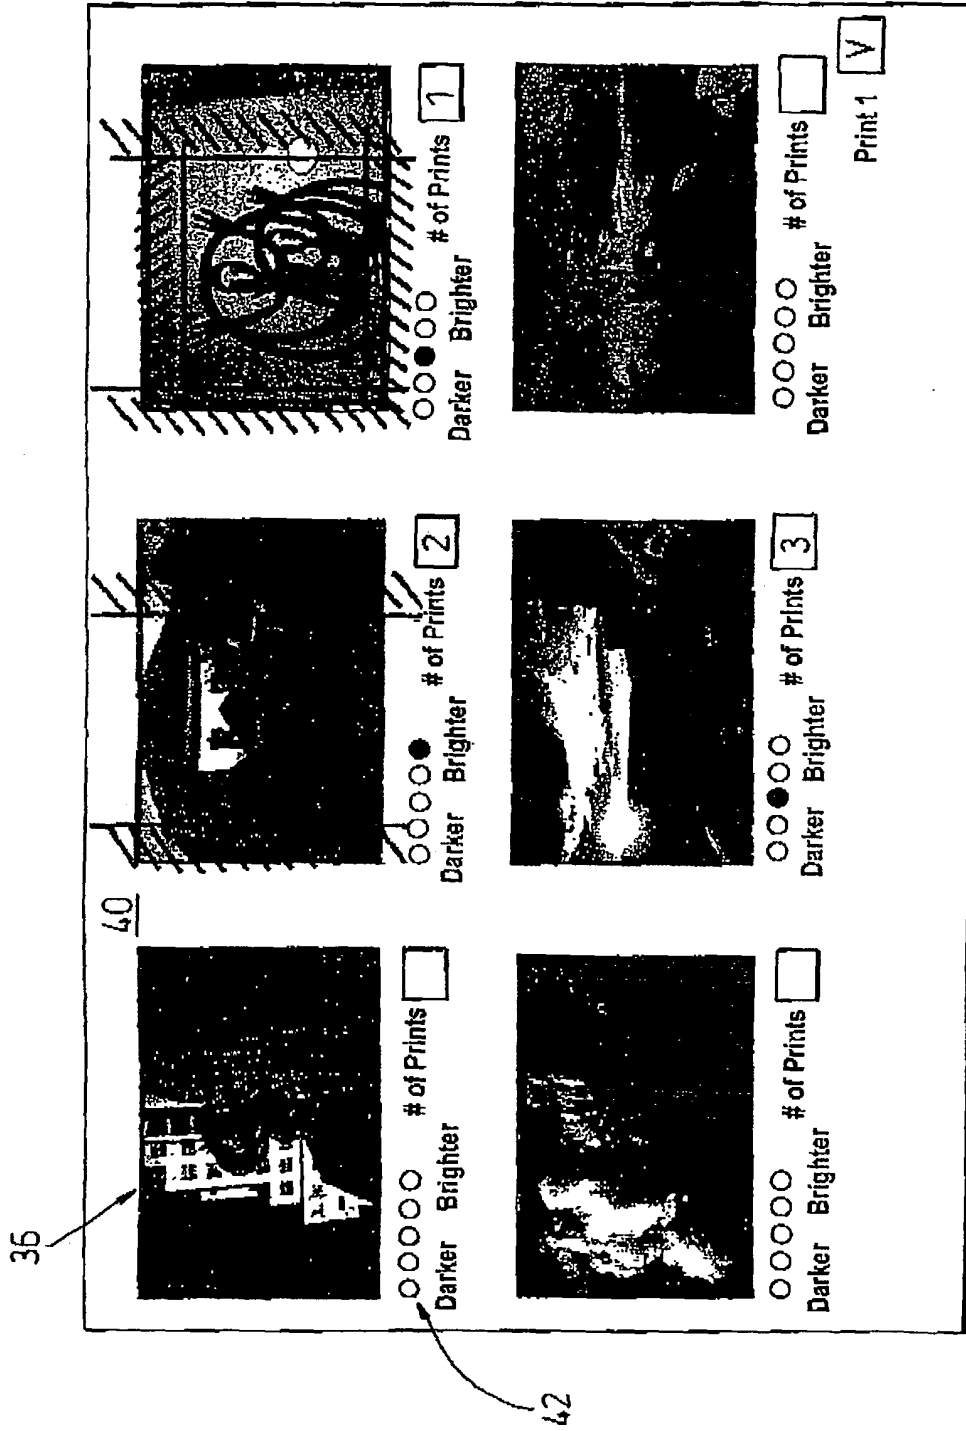 36
40
# of Prints
# of Prints 2
# of Prints 1
Darker Brighter
Darker Brighter
Darker Brighter
42
# of Prints
# of Prints 3
# of Prints
Darker Brighter
Darker Brighter
Darker Brighter
Print 1 V